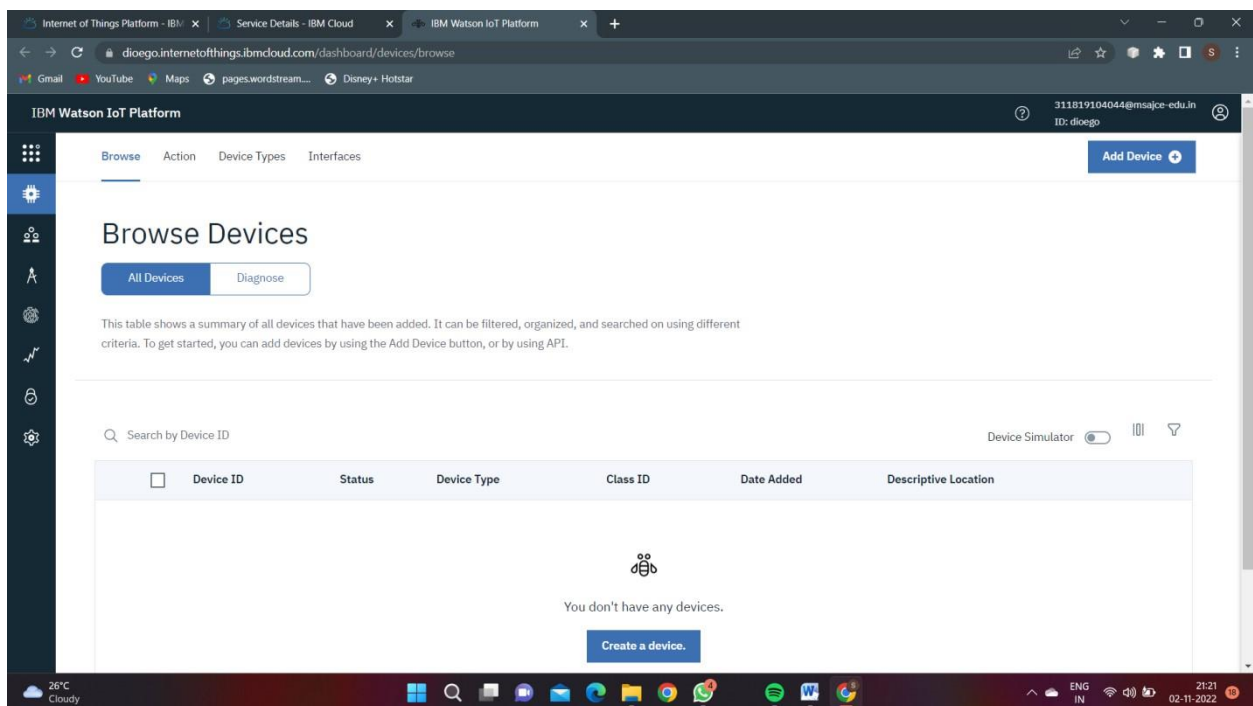 Internet of Things Platform - IBM
Service Details - IBM Cloud
IBM Watson IoT Platform
dioego.internetofthings.ibmcloud.com/dashboard/devices/browse
S
Gmail YouTube Maps pages.wordstream.... Disney+ Hotstar
IBM Watson IoT Platform
311819104044@msajce-edu.in
ID: dioego
Browse Action Device Types Interfaces
Add Device
Browse Devices
All Devices Diagnose
This table shows a summary of all devices that have been added. It can be filtered, organized, and searched on using different
criteria. To get started, you can add devices by using the Add Device button, or by using API.
Search by Device ID
Device Simulator
Device ID Status Device Type Class ID Date Added Descriptive Location
You don't have any devices.
Create a device.
26°C
Cloudy
4
W
S
ENG
IN
21:21
02-11-2022
18